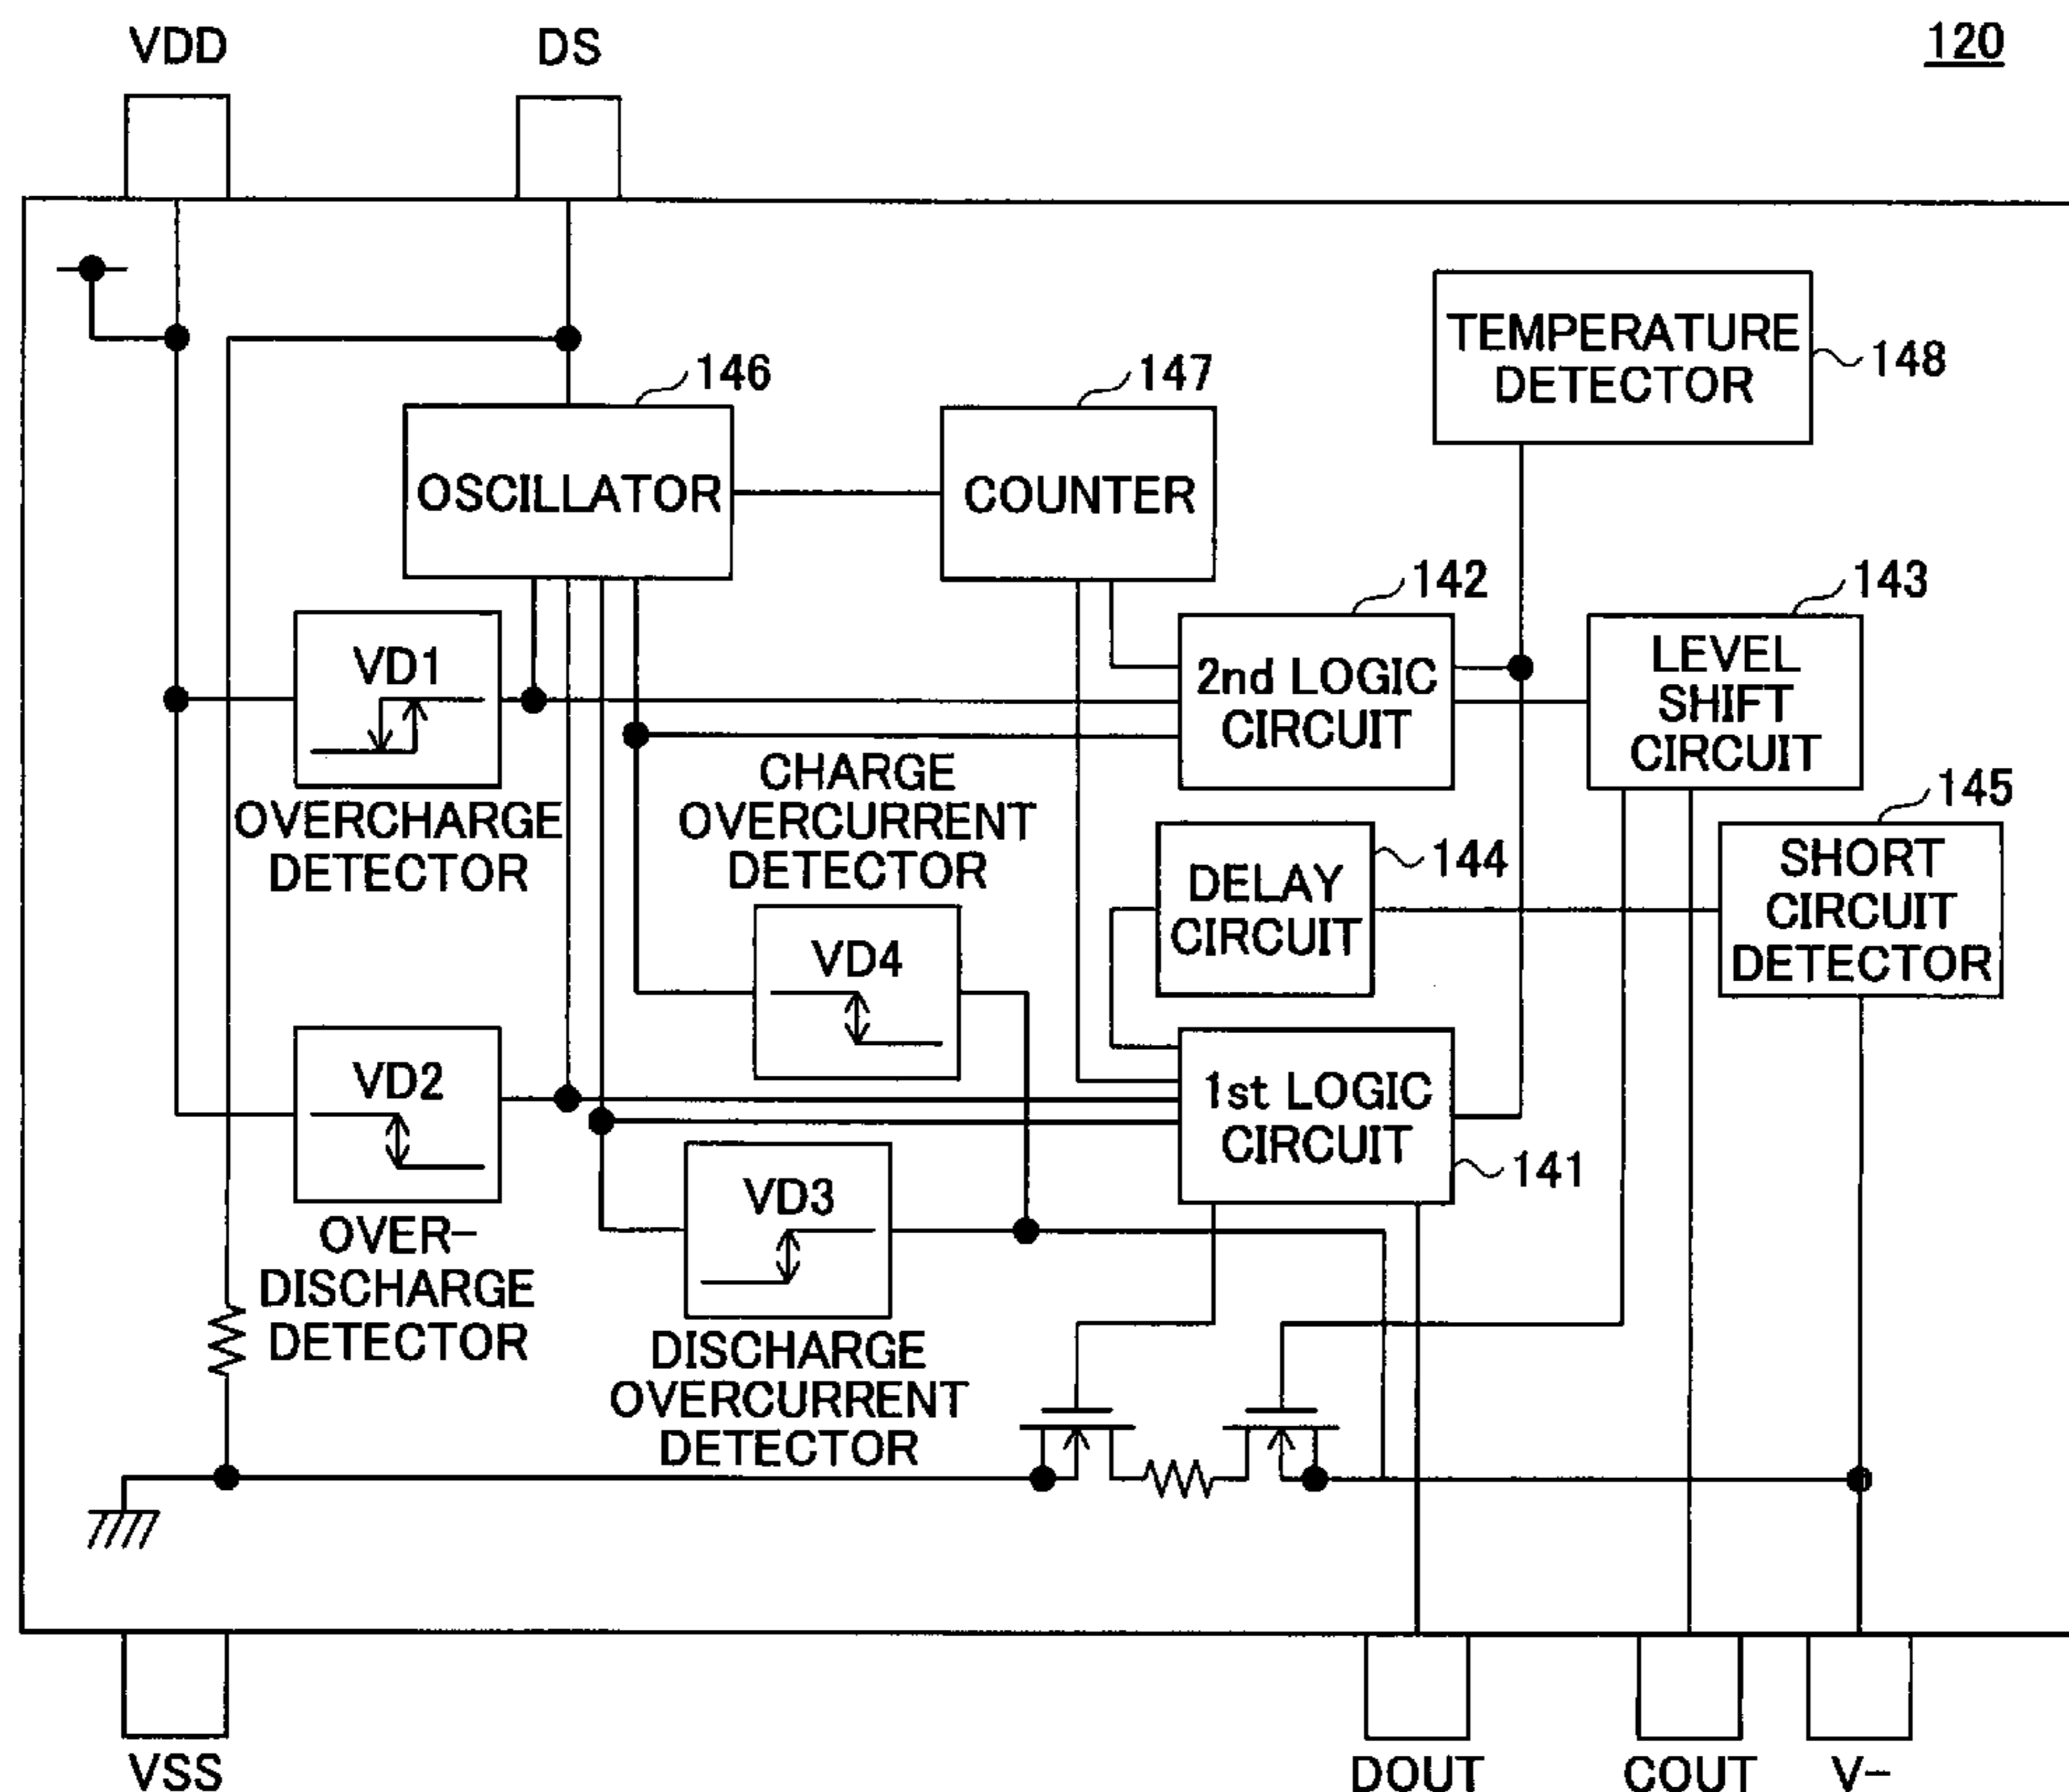 VDD
DS
120
TEMPERATURE
DETECTOR
148
146
147
OSCILLATOR
COUNTER
142
143
VD1
2nd LOGIC
CIRCUIT
LEVEL
SHIFT
CIRCUIT
OVERCHARGE
DETECTOR
CHARGE
OVERCURRENT
DETECTOR
145
144
DELAY
CIRCUIT
SHORT
CIRCUIT
DETECTOR
VD4
VD2
1st LOGIC
CIRCUIT
141
VD3
OVER-
DISCHARGE
DETECTOR
DISCHARGE
OVERCURRENT
DETECTOR
VSS
DOUT
COUT
V-